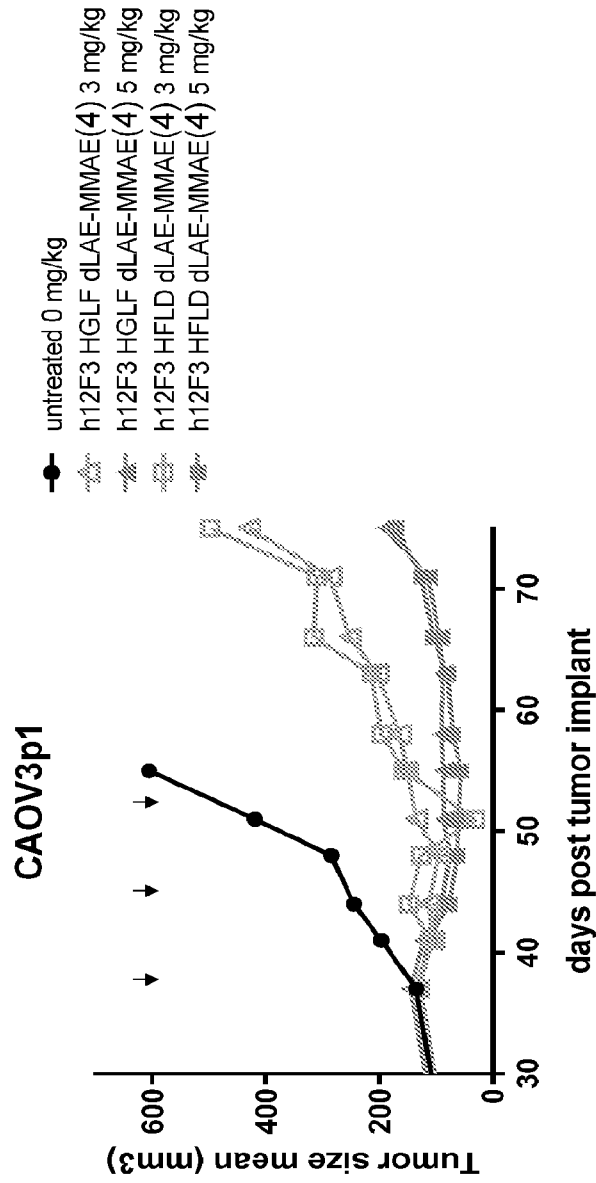 CAOV3p1
untreated 0 mg/kg
h12F3 HGLF dLAE-MMAE(4) 3 mg/kg
h12F3 HGLF dLAE-MMAE(4) 5 mg/kg
h12F3 HFLD dLAE-MMAE(4) 3 mg/kg
h12F3 HFLD dLAE-MMAE(4) 5 mg/kg
Tumor size mean (mm3)
600
400
200
0
30
40
50
60
70
days post tumor implant